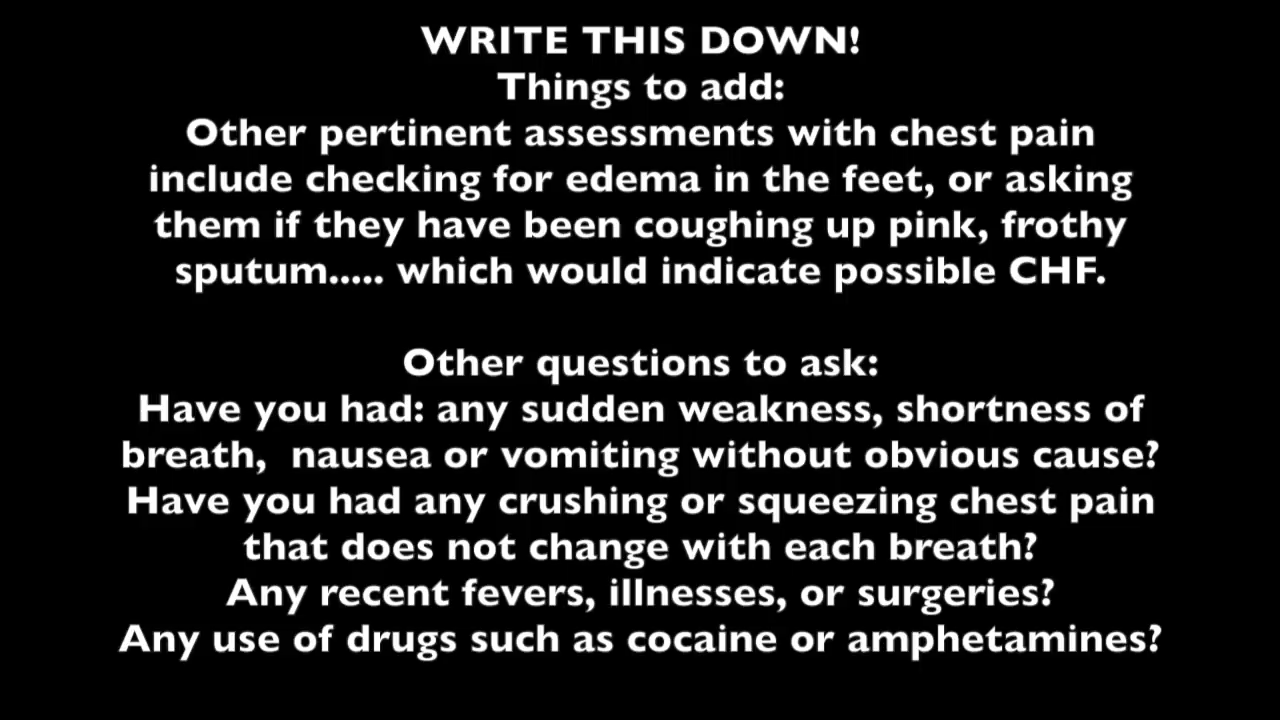 WRITE THIS DOWN!
Things to add:
Other pertinent assessments with chest pain
include checking for edema in the feet, or asking
them if they have been coughing up pink, frothy
sputum..... which would indicate possible CHF.
Other questions to ask:
Have you had: any sudden weakness, shortness of
breath,  nausea or vomiting without obvious cause?
Have you had any crushing or squeezing chest pain
that does not change with each breath?
Any recent fevers, illnesses, or surgeries?
Any use of drugs such as cocaine or amphetamines?